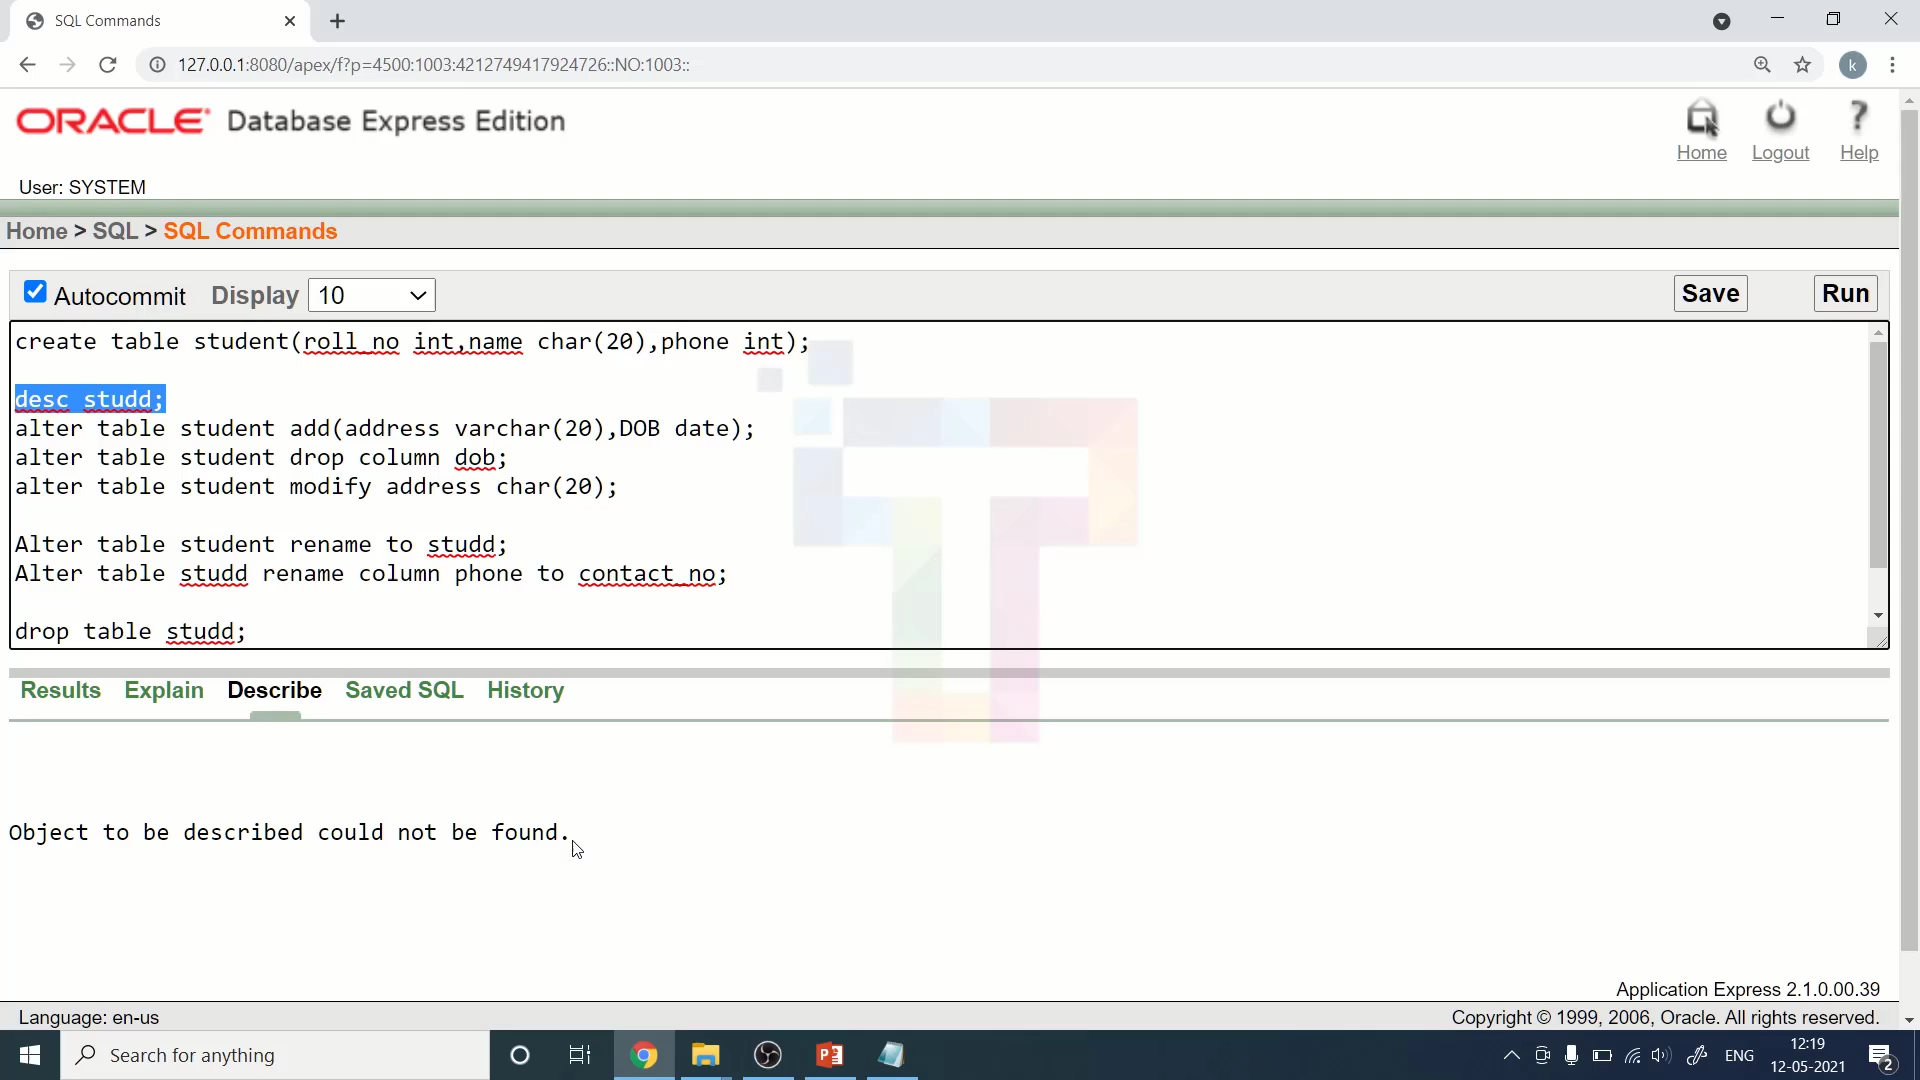 SQL Commands
127.0.0.1:8080/apex/f?p=4500:1003:4212749417924726::NO:1003::
k
ORACLE Database Express Edition
Home Logout Help
User: SYSTEM
Home > SQL > SQL Commands
Autocommit Display 10 Save Run
create table student(roll_no int,name char(20),phone int);
desc studd;
alter table student add(address varchar(20),DOB date);
alter table student drop column dob;
alter table student modify address char(20);
Alter table student rename to studd;
Alter table studd rename column phone to contact_no;
drop table studd;
Results Explain Describe Saved SQL History
Object to be described could not be found.
Application Express 2.1.0.00.39
Language: en-us Copyright © 1999, 2006, Oracle. All rights reserved.
Search for anything
ENG
12:19
12-05-2021
2